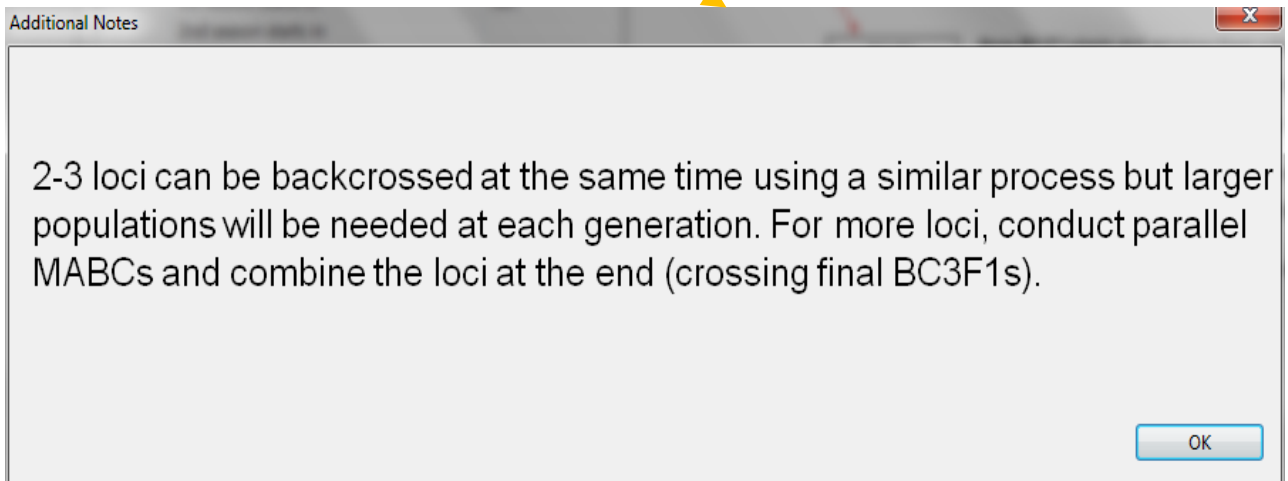 Additional Notes
2-3 loci can be backcrossed at the same time using a similar process but larger
populations will be needed at each generation. For more loci, conduct parallel
MABCs and combine the loci at the end (crossing final BC3F1s).
OK